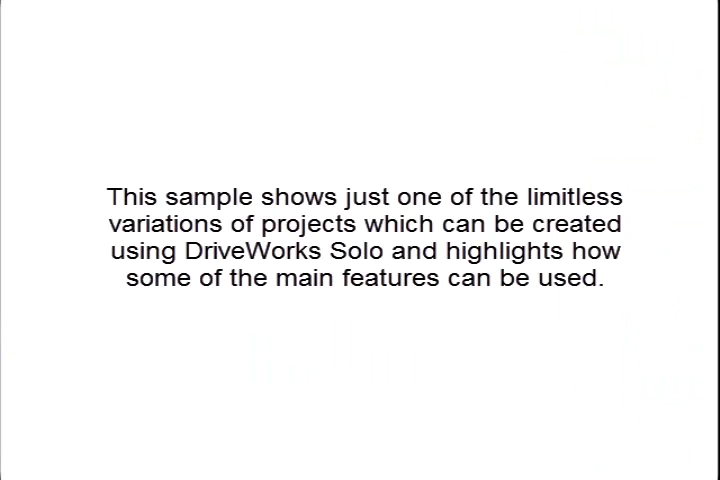 This sample shows just one of the limitless
variations of projects which can be created
using DriveWorks Solo and highlights how
some of the main features can be used.